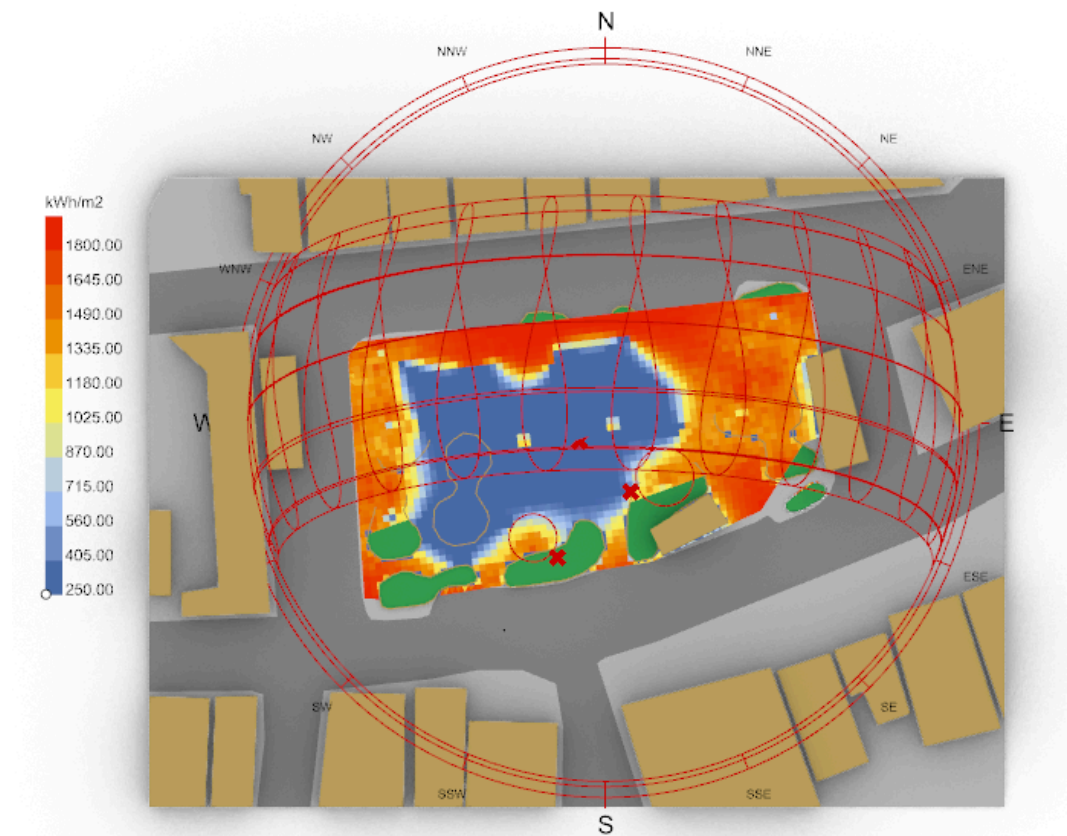 N
NNW
NNE
NW
NE
kWh/m2
1800.00
1645.00
1490.00
1335.00
1180.00
1025.00
870.00
715.00
560.00
405.00
250.00
WNW
ENE
W
E
ESE
SW
SE
SSW
SSE
S